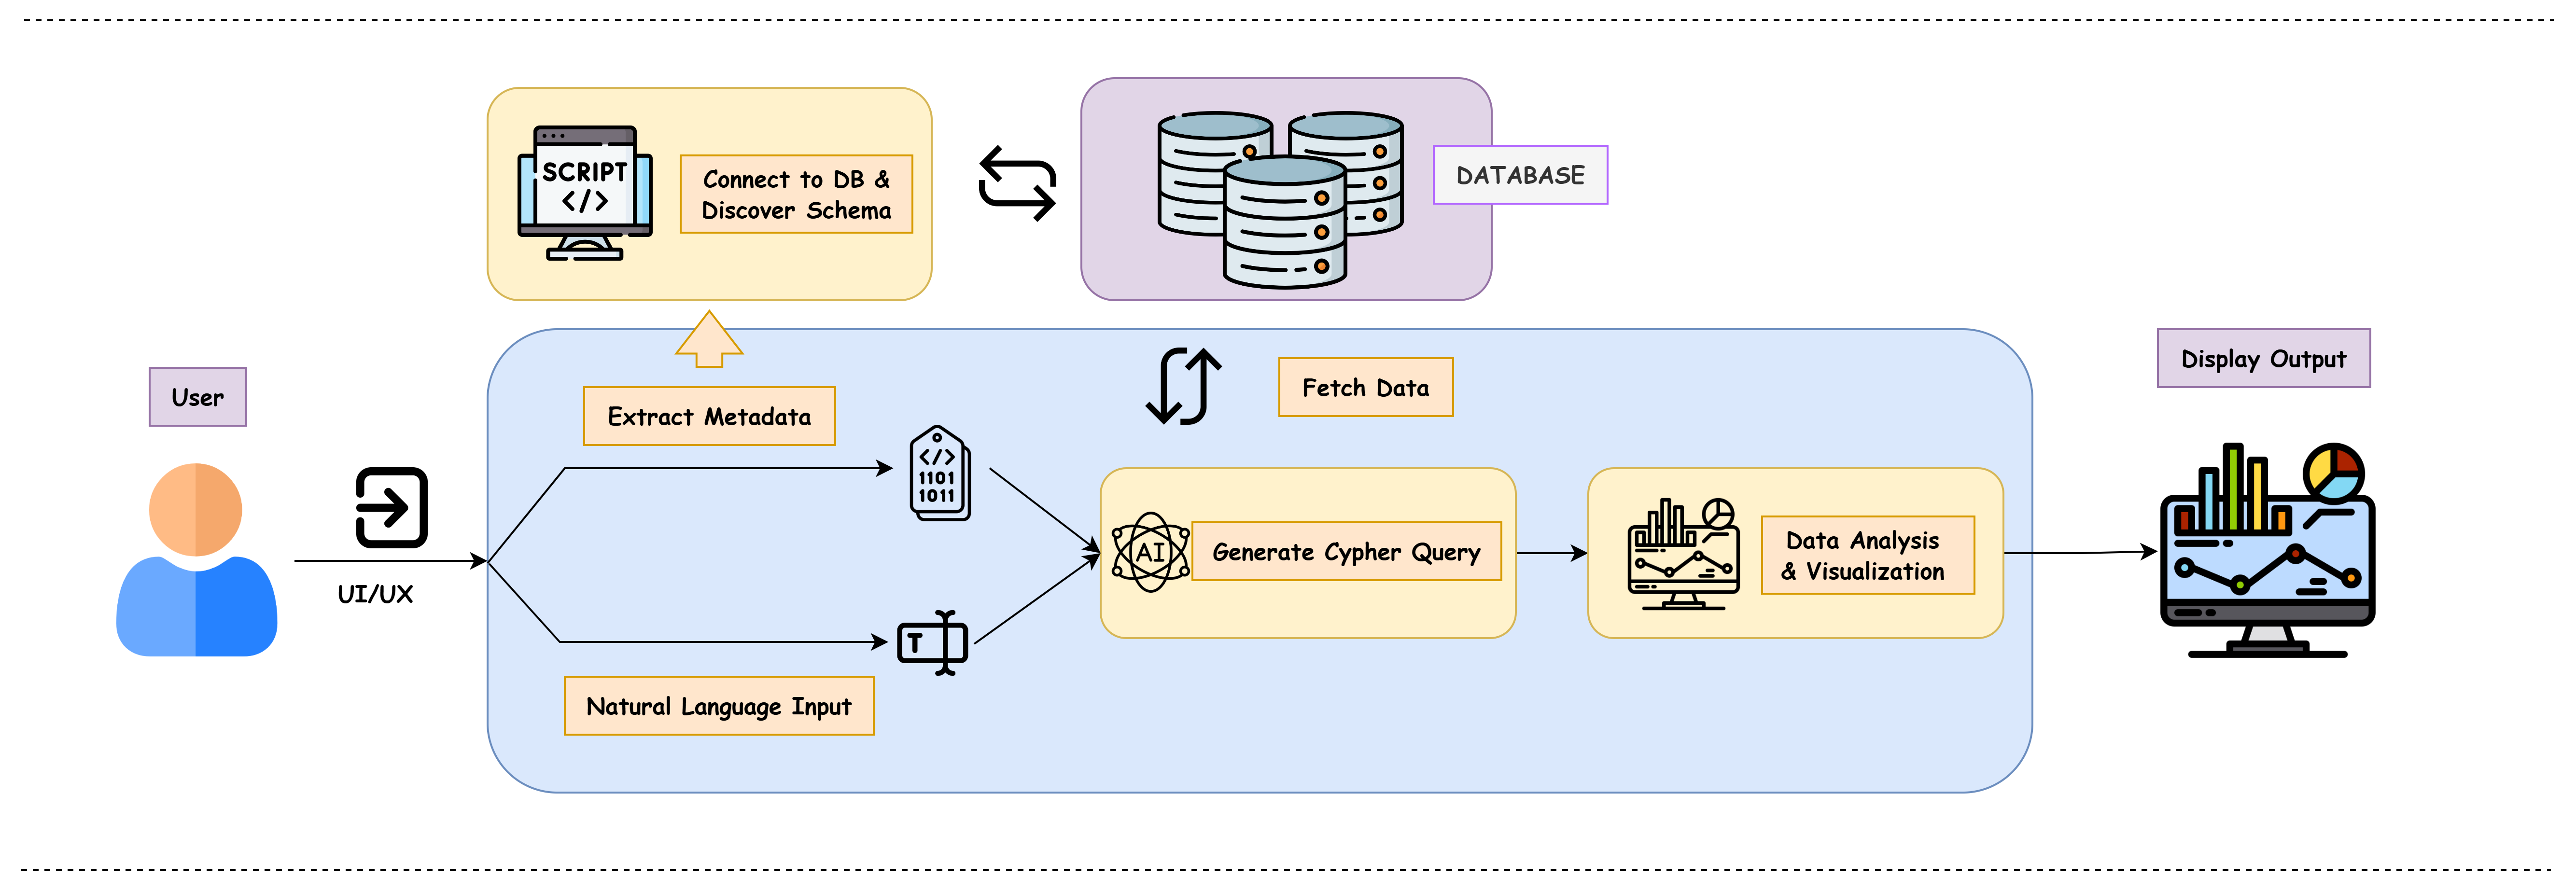 SCRIPT
</>
Connect to DB &
Discover Schema
DATABASE
User
UI/UX
Extract Metadata
</>
1101
1011
Natural Language Input
T
Fetch Data
AI
Generate Cypher Query
Data Analysis
& Visualization
Display Output